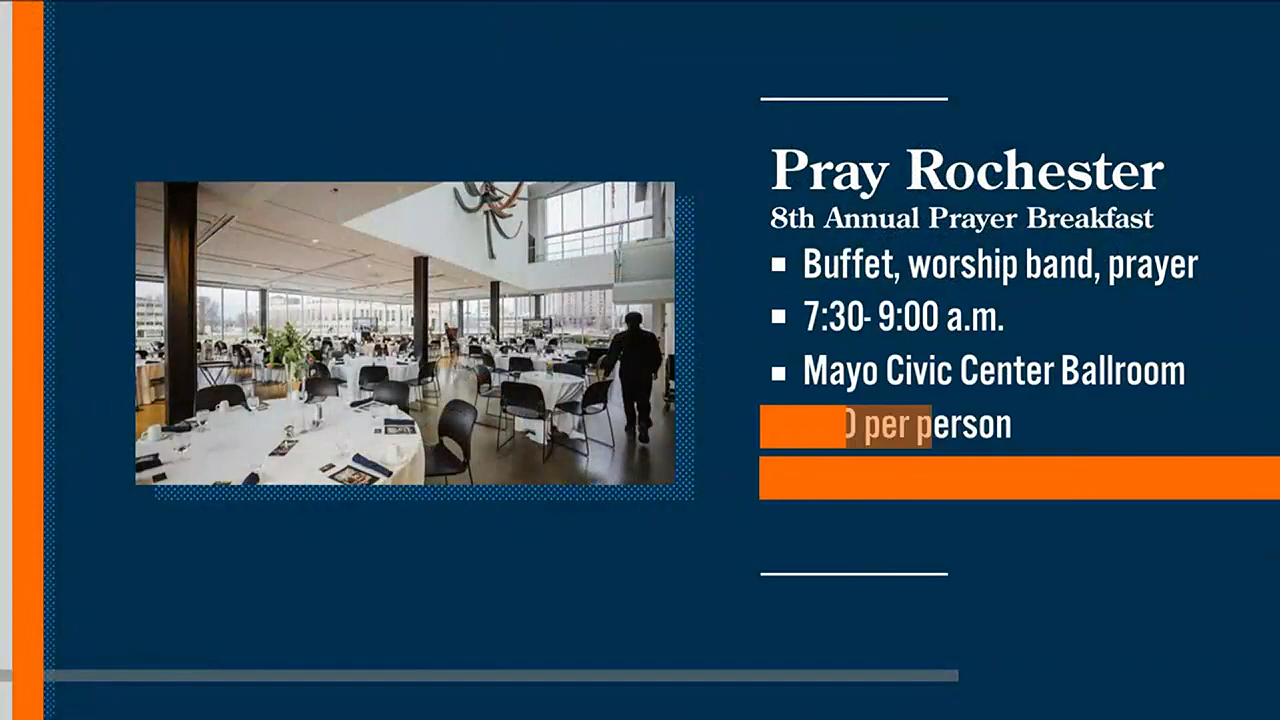 Pray Rochester
8th Annual Prayer Breakfast
Buffet, worship band, prayer
7:30- 9:00 a.m.
Mayo Civic Center Ballroom
per person